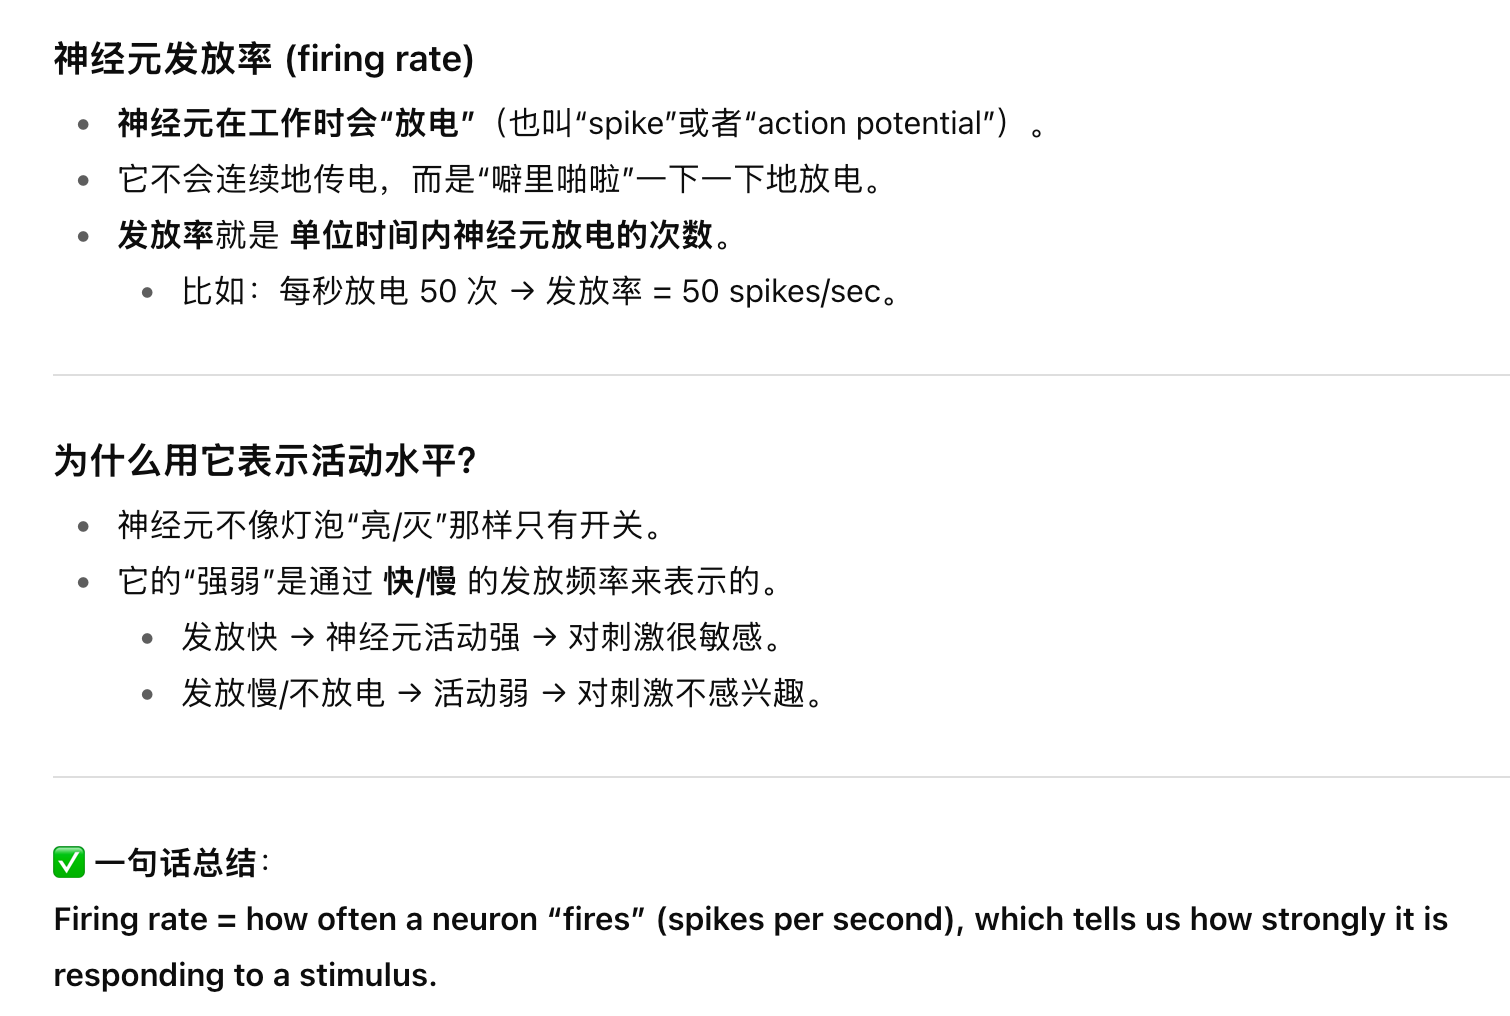 神经元发放率 (firing rate)
• 神经元在工作时会“放电”（也叫“spike”或者“action potential”）。
• 它不会连续地传电，而是“噼里啪啦”一下一下地放电。
• 发放率就是 单位时间内神经元放电的次数。
• 比如：每秒放电 50 次 → 发放率 = 50 spikes/sec。
为什么用它表示活动水平?
• 神经元不像灯泡“亮/灭”那样只有开关。
• 它的“强弱”是通过 快/慢 的发放频率来表示的。
• 发放快 → 神经元活动强 → 对刺激很敏感。
• 发放慢/不放电 → 活动弱 → 对刺激不感兴趣。
✅ 一句话总结：
Firing rate = how often a neuron “fires” (spikes per second), which tells us how strongly it is
responding to a stimulus.